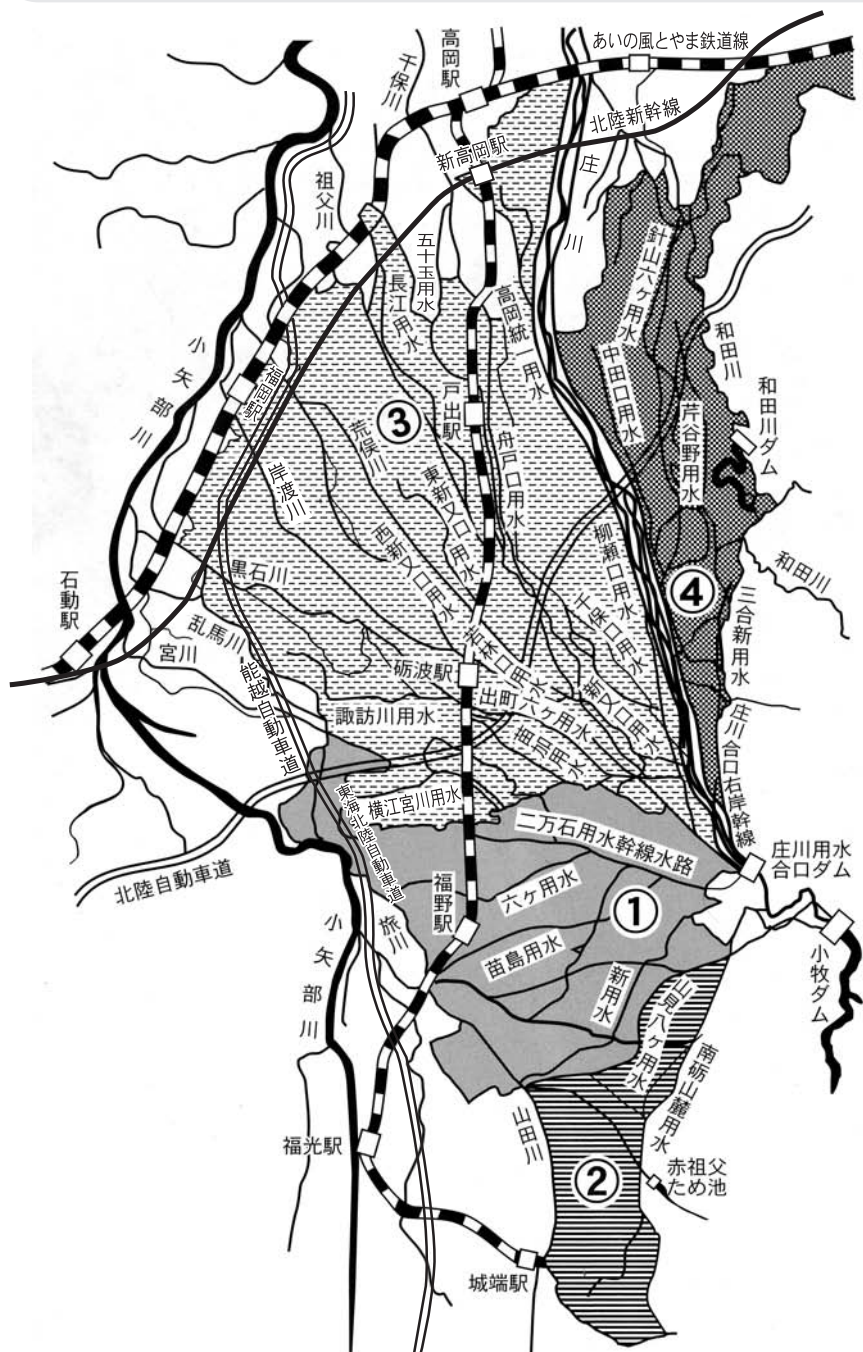 あいの風とやま鉄道線
高岡駅
千保川
北陸新幹線
新高岡駅
庄川
祖父川
五十玉用水
長江用水
針山六ヶ用水
高岡統一用水
和田川
小矢部川
中田口用水
福岡駅
戸出駅
和田川ダム
③
芹谷野用水
荒俣川
舟戸口用水
岸渡川
東新又口用水
西新又口用水
柳瀬口用水
和田川
黒石川
石動駅
④
千保口用水
三合新用水
乱馬川
宮川
若林口用水
砺波駅
新又口用水
能越自動車道
出町六ヶ用水
諏訪川用水
庄川合口右岸幹線
東海北陸自動車道
横江宮川用水
二万石用水幹線水路
庄川用水
合口ダム
北陸自動車道
六ヶ用水
福野駅
①
旅川
小矢部川
苗島用水
小牧ダム
新用水
山見八ヶ用水
南砺山麓用水
山田川
福光駅
赤祖父
ため池
②
城端駅